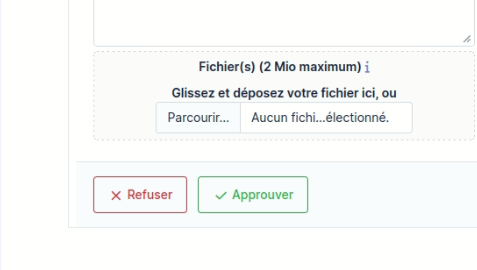 Fichier(s) (2 Mio maximum) i
Glissez et déposez votre fichier ici, ou
Parcourir... Aucun fichi...électionné.
Refuser Approuver